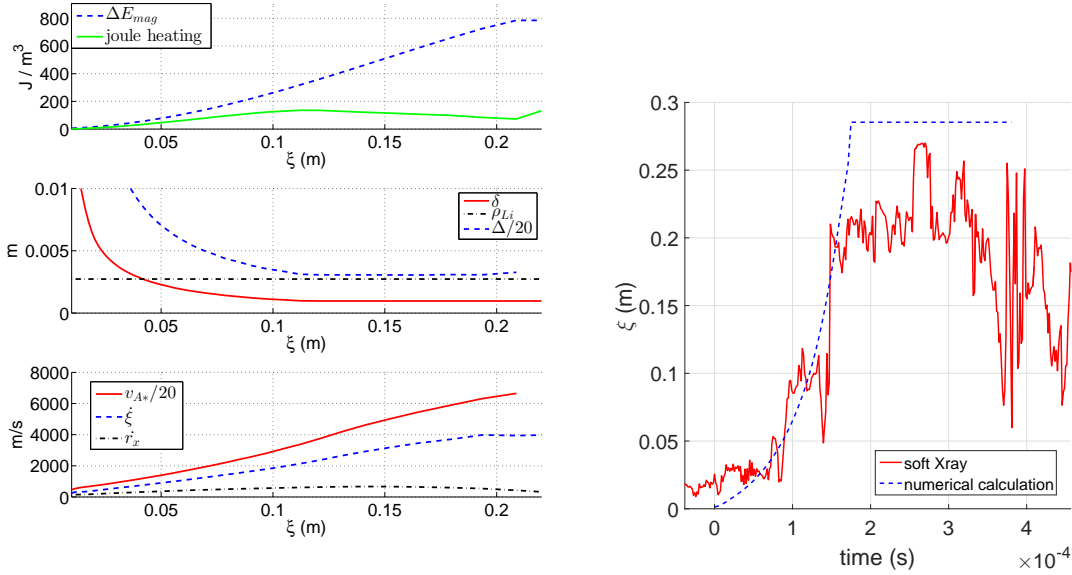 800
600
400
200
0
J / m³
ΔE_mag
joule heating
0.05 0.1 0.15 0.2
ξ (m)
0.01
0.005
0
m
δ
ρ_Li
Δ/20
0.05 0.1 0.15 0.2
ξ (m)
8000
6000
4000
2000
0
m/s
v_A*/20
ξ̇
ṙ_x
0.05 0.1 0.15 0.2
ξ (m)
0.3
0.25
0.2
0.15
0.1
0.05
0
ξ (m)
soft Xray
numerical calculation
0 1 2 3 4
time (s)
×10⁻⁴